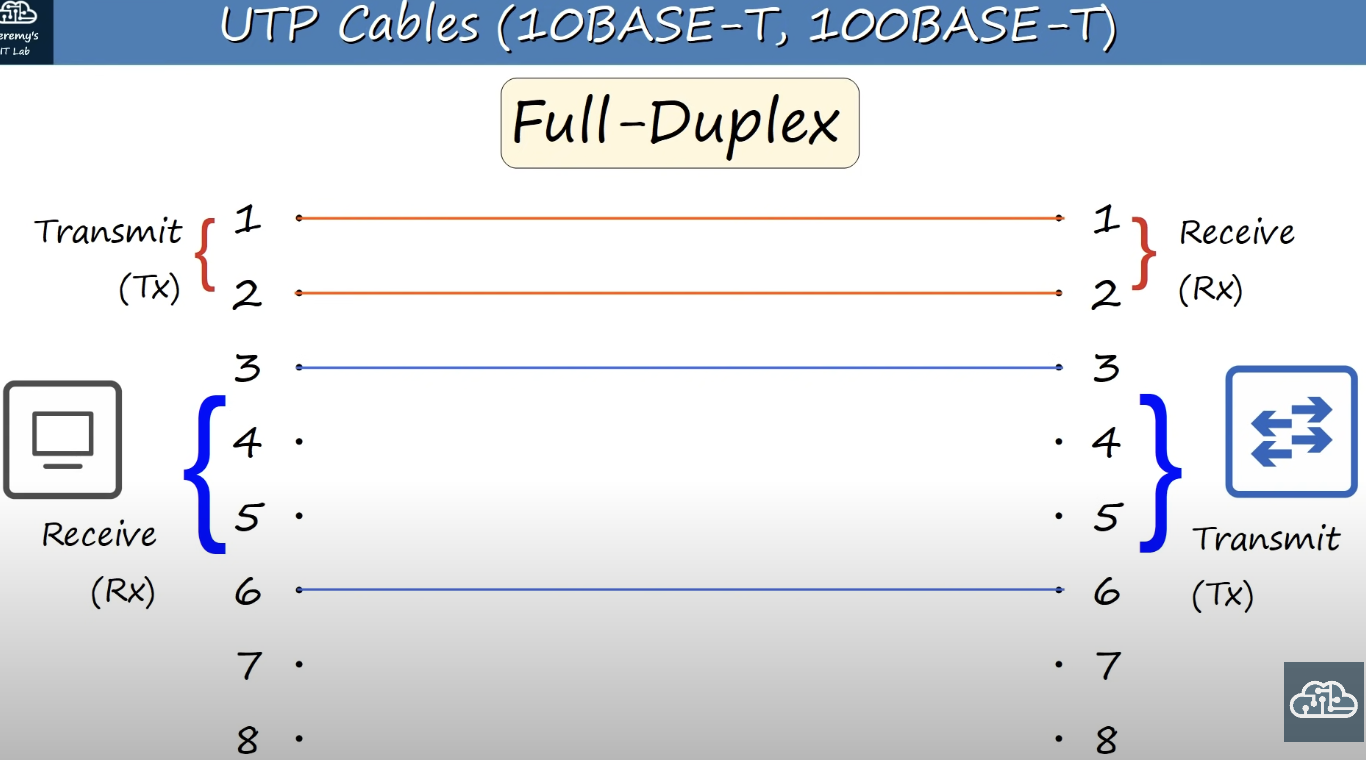 Jeremy's
IT Lab
UTP Cables (10BASE-T, 100BASE-T)
Full-Duplex
Transmit
(Tx)
1
1
Receive
(Rx)
2
2
3
3
4
4
5
5
Receive
(Rx)
Transmit
(Tx)
6
6
7
7
8
8